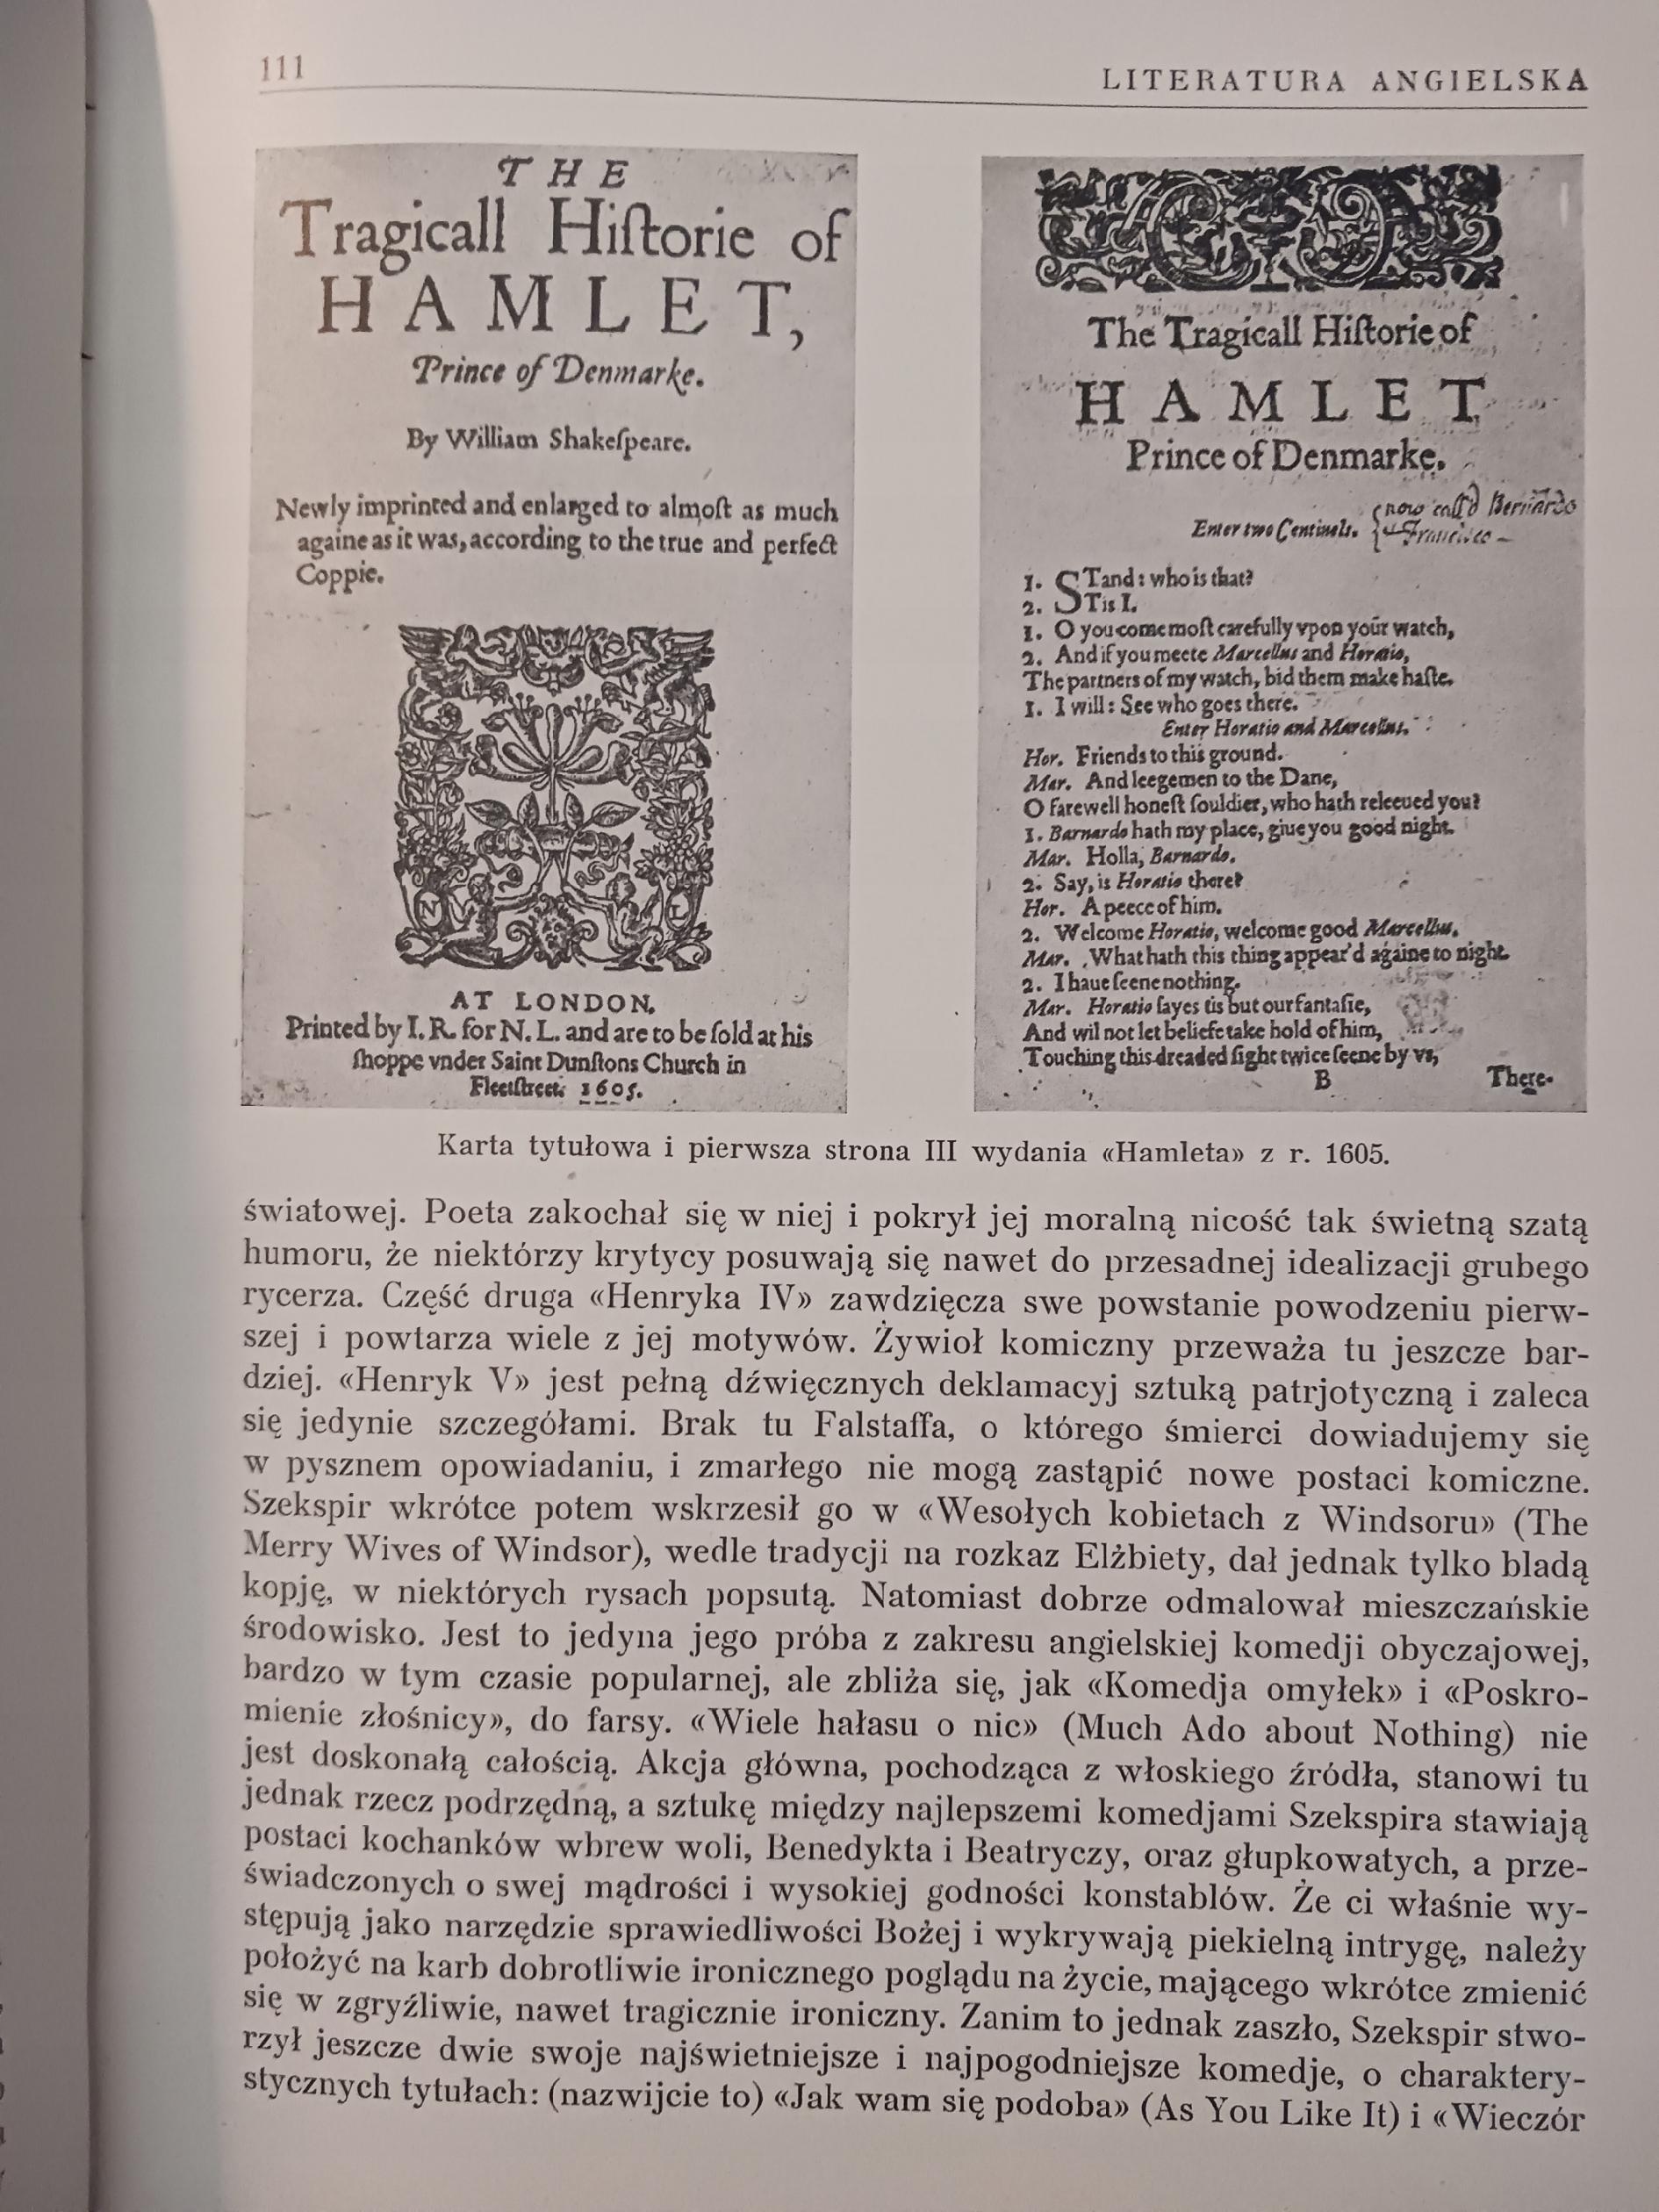 111
LITERATURA ANGIELSKA
THE
Tragicall Hiſtorie of
HAMLET,
Prince of Denmarke.
By William Shakeſpeare.
Newly imprinted and enlarged to almoſt as much
againe as it was, according to the true and perfect
Coppie.
N
L
AT LONDON,
Printed by I. R. for N. L. and are to be ſold at his
ſhoppe vnder Saint Dunſtons Church in
Fleetſtreet. 1605.
The Tragicall Hiſtorie of
HAMLET
Prince of Denmarke.
now call'd Bernardo
Enter two Centinels. { & Francisco —
1. STand: who is that?
2. Tis I.
1. O you come moſt carefully vpon your watch,
2. And if you meete Marcellus and Horatio,
The partners of my watch, bid them make haſte.
1. I will: See who goes there.
Enter Horatio and Marcellus.
Hor. Friends to this ground.
Mar. And leegemen to the Dane,
O farewell honeſt ſouldier, who hath releeued you?
1. Barnardo hath my place, giue you good night.
Mar. Holla, Barnardo.
2. Say, is Horatio there?
Hor. A peece of him.
2. Welcome Horatio, welcome good Marcellus.
Mar. What hath this thing appear'd againe to night.
2. I haue ſeene nothing.
Mar. Horatio ſayes tis but our fantaſie,
And wil not let beliefe take hold of him,
Touching this dreaded ſight twice ſeene by vs,
B There-
Karta tytułowa i pierwsza strona III wydania «Hamleta» z r. 1605.
światowej. Poeta zakochał się w niej i pokrył jej moralną nicość tak świetną szatą
humoru, że niektórzy krytycy posuwają się nawet do przesadnej idealizacji grubego
rycerza. Część druga «Henryka IV» zawdzięcza swe powstanie powodzeniu pierw-
szej i powtarza wiele z jej motywów. Żywioł komiczny przeważa tu jeszcze bar-
dziej. «Henryk V» jest pełną dźwięcznych deklamacyj sztuką patrjotyczną i zaleca
się jedynie szczegółami. Brak tu Falstaffa, o którego śmierci dowiadujemy się
w pysznem opowiadaniu, i zmarłego nie mogą zastąpić nowe postaci komiczne.
Szekspir wkrótce potem wskrzesił go w «Wesołych kobietach z Windsoru» (The
Merry Wives of Windsor), wedle tradycji na rozkaz Elżbiety, dał jednak tylko bladą
kopję, w niektórych rysach popsutą. Natomiast dobrze odmalował mieszczańskie
środowisko. Jest to jedyna jego próba z zakresu angielskiej komedji obyczajowej,
bardzo w tym czasie popularnej, ale zbliża się, jak «Komedja omyłek» i «Poskro-
mienie złośnicy», do farsy. «Wiele hałasu o nic» (Much Ado about Nothing) nie
jest doskonałą całością. Akcja główna, pochodząca z włoskiego źródła, stanowi tu
jednak rzecz podrzędną, a sztukę między najlepszemi komedjami Szekspira stawiają
postaci kochanków wbrew woli, Benedykta i Beatryczy, oraz głupkowatych, a prze-
świadczonych o swej mądrości i wysokiej godności konstablów. Że ci właśnie wy-
stępują jako narzędzie sprawiedliwości Bożej i wykrywają piekielną intrygę, należy
położyć na karb dobrotliwie ironicznego poglądu na życie, mającego wkrótce zmienić
się w zgryźliwie, nawet tragicznie ironiczny. Zanim to jednak zaszło, Szekspir stwo-
rzył jeszcze dwie swoje najświetniejsze i najpogodniejsze komedje, o charaktery-
stycznych tytułach: (nazwijcie to) «Jak wam się podoba» (As You Like It) i «Wieczór